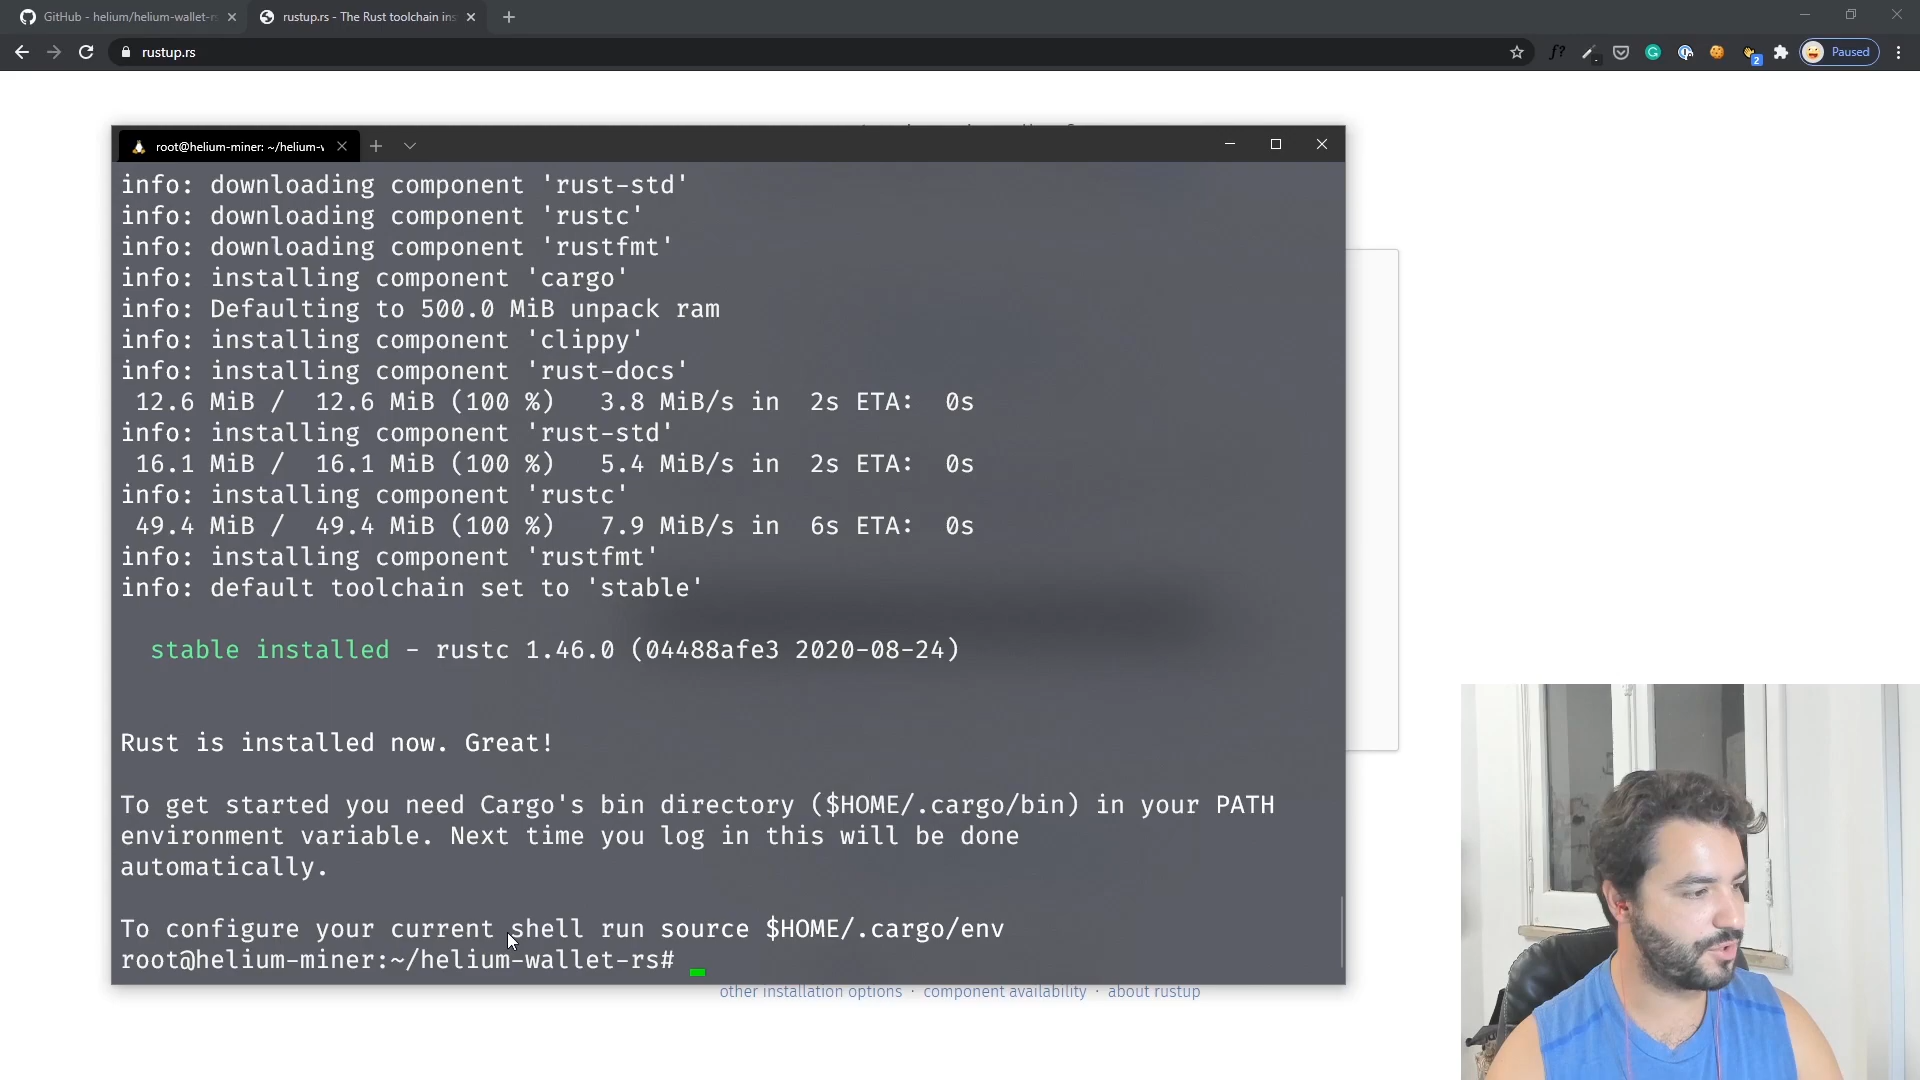 GitHub - helium/helium-wallet-rs
rustup.rs - The Rust toolchain ins
rustup.rs
Paused
2
root@helium-miner: ~/helium-w
info: downloading component 'rust-std'
info: downloading component 'rustc'
info: downloading component 'rustfmt'
info: installing component 'cargo'
info: Defaulting to 500.0 MiB unpack ram
info: installing component 'clippy'
info: installing component 'rust-docs'
12.6 MiB / 12.6 MiB (100 %) 3.8 MiB/s in 2s ETA: 0s
info: installing component 'rust-std'
16.1 MiB / 16.1 MiB (100 %) 5.4 MiB/s in 2s ETA: 0s
info: installing component 'rustc'
49.4 MiB / 49.4 MiB (100 %) 7.9 MiB/s in 6s ETA: 0s
info: installing component 'rustfmt'
info: default toolchain set to 'stable'
stable installed - rustc 1.46.0 (04488afe3 2020-08-24)
Rust is installed now. Great!
To get started you need Cargo's bin directory ($HOME/.cargo/bin) in your PATH
environment variable. Next time you log in this will be done
automatically.
To configure your current shell run source $HOME/.cargo/env
root@helium-miner:~/helium-wallet-rs#
other installation options · component availability · about rustup